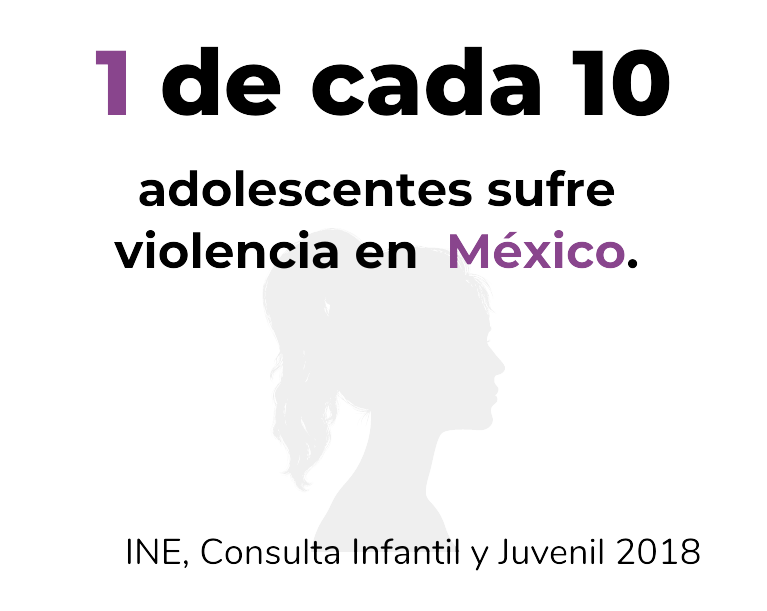 1 de cada 10
adolescentes sufre
violencia en México.
INE, Consulta Infantil y Juvenil 2018